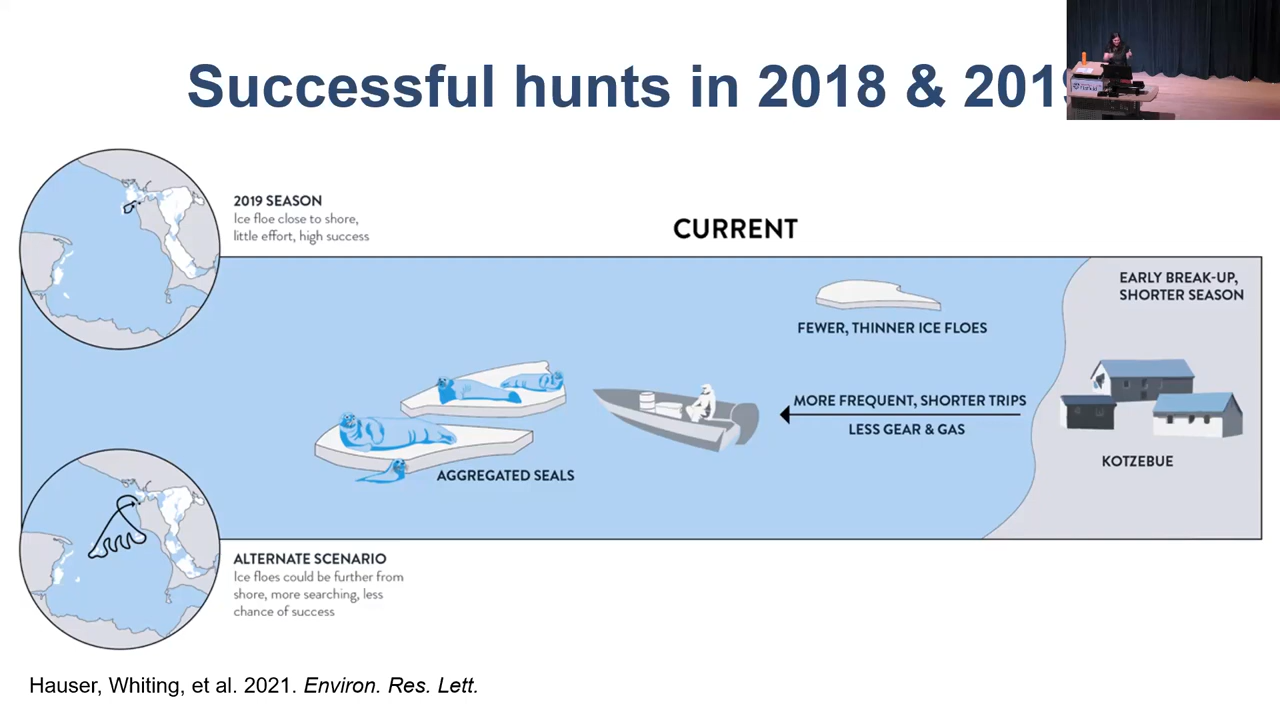 Successful hunts in 2018 & 2019
2019 SEASON
Ice floe close to shore,
little effort, high success
CURRENT
EARLY BREAK-UP,
SHORTER SEASON
FEWER, THINNER ICE FLOES
MORE FREQUENT, SHORTER TRIPS
LESS GEAR & GAS
AGGREGATED SEALS
KOTZEBUE
ALTERNATE SCENARIO
Ice floes could be further from
shore, more searching, less
chance of success
Hauser, Whiting, et al. 2021. Environ. Res. Lett.